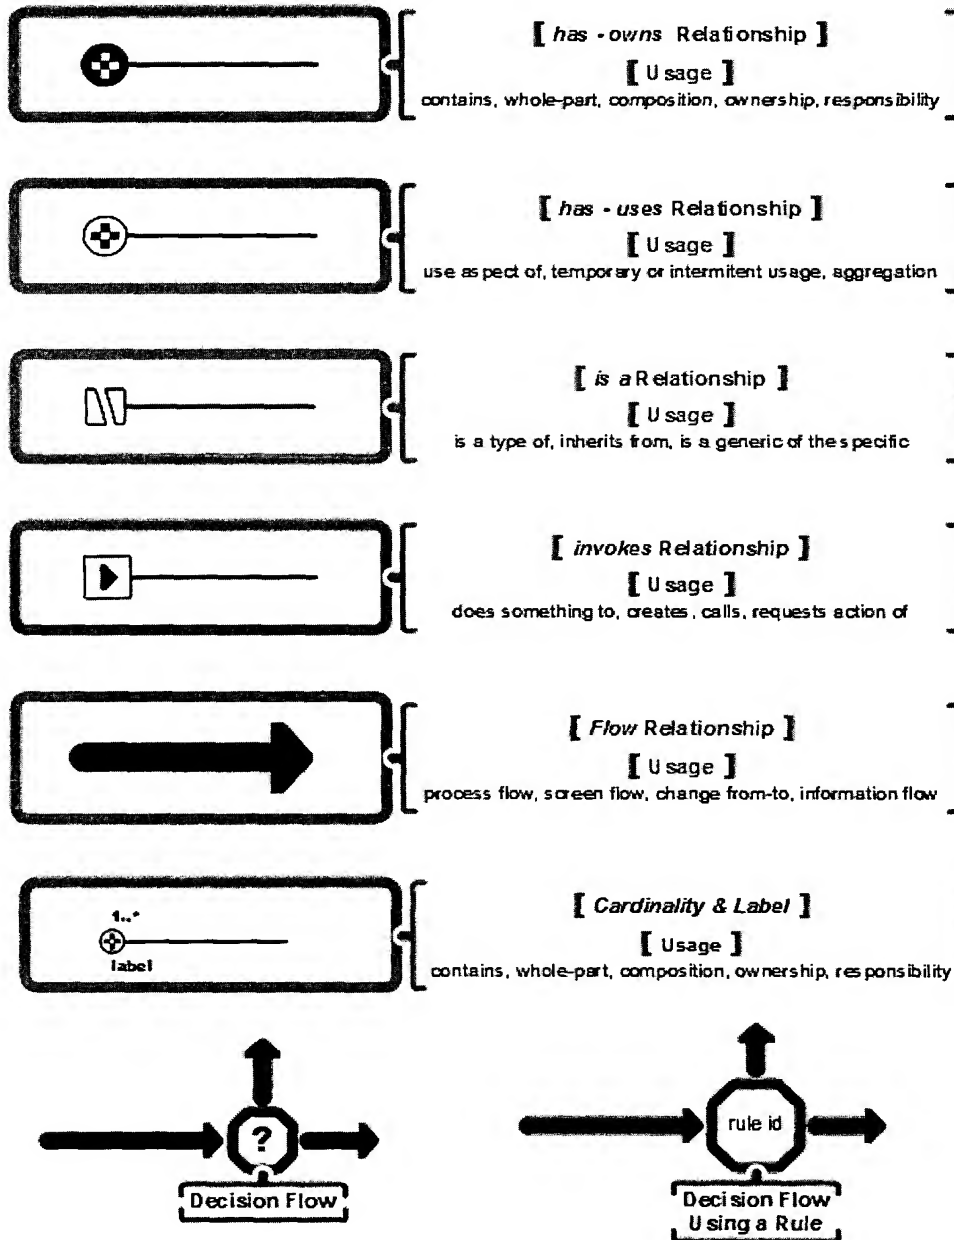 [ has - owns Relationship ]
[ Usage ]
contains, whole-part, composition, ownership, responsibility
[ has - uses Relationship ]
[ Usage ]
use aspect of, temporary or intermitent usage, aggregation
[ is a Relationship ]
[ Usage ]
is a type of, inherits from, is a generic of the specific
[ invokes Relationship ]
[ Usage ]
does something to, creates, calls, requests action of
[ Flow Relationship ]
[ Usage ]
process flow, screen flow, change from-to, information flow
1..*
label
[ Cardinality & Label ]
[ Usage ]
contains, whole-part, composition, ownership, responsibility
?
Decision Flow
rule id
Decision Flow
Using a Rule